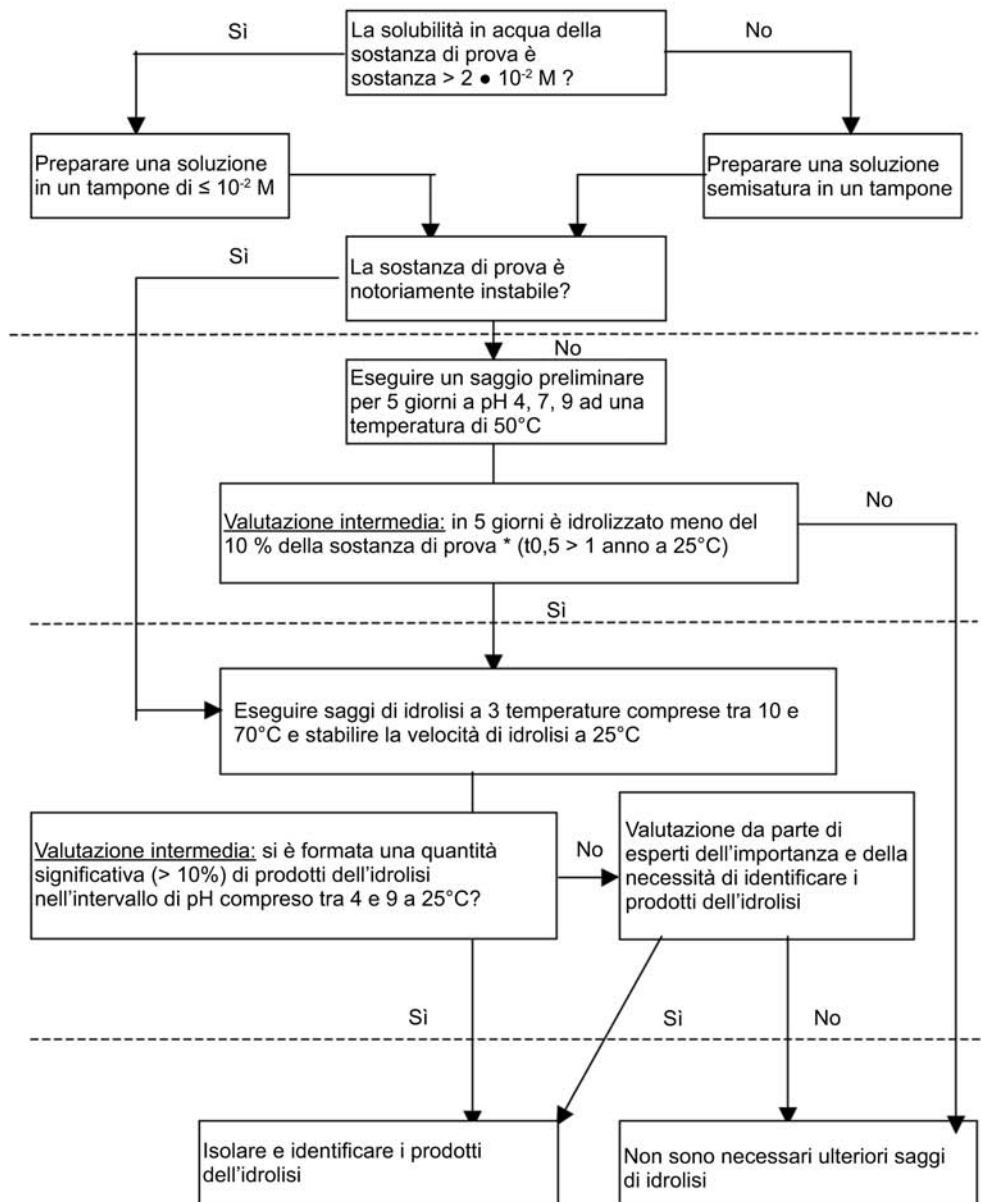 Sì
La solubilità in acqua della
sostanza di prova è
sostanza > 2 ● 10⁻² M ?
No
Preparare una soluzione
in un tampone di ≤ 10⁻² M
Preparare una soluzione
semisatura in un tampone
Sì
La sostanza di prova è
notoriamente instabile?
No
Eseguire un saggio preliminare
per 5 giorni a pH 4, 7, 9 ad una
temperatura di 50°C
No
Valutazione intermedia: in 5 giorni è idrolizzato meno del
10 % della sostanza di prova * (t0,5 > 1 anno a 25°C)
Sì
Eseguire saggi di idrolisi a 3 temperature comprese tra 10 e
70°C e stabilire la velocità di idrolisi a 25°C
Valutazione intermedia: si è formata una quantità
significativa (> 10%) di prodotti dell'idrolisi
nell'intervallo di pH compreso tra 4 e 9 a 25°C?
No
Valutazione da parte di
esperti dell'importanza e della
necessità di identificare i
prodotti dell'idrolisi
Sì
Sì
No
Isolare e identificare i prodotti
dell'idrolisi
Non sono necessari ulteriori saggi
di idrolisi